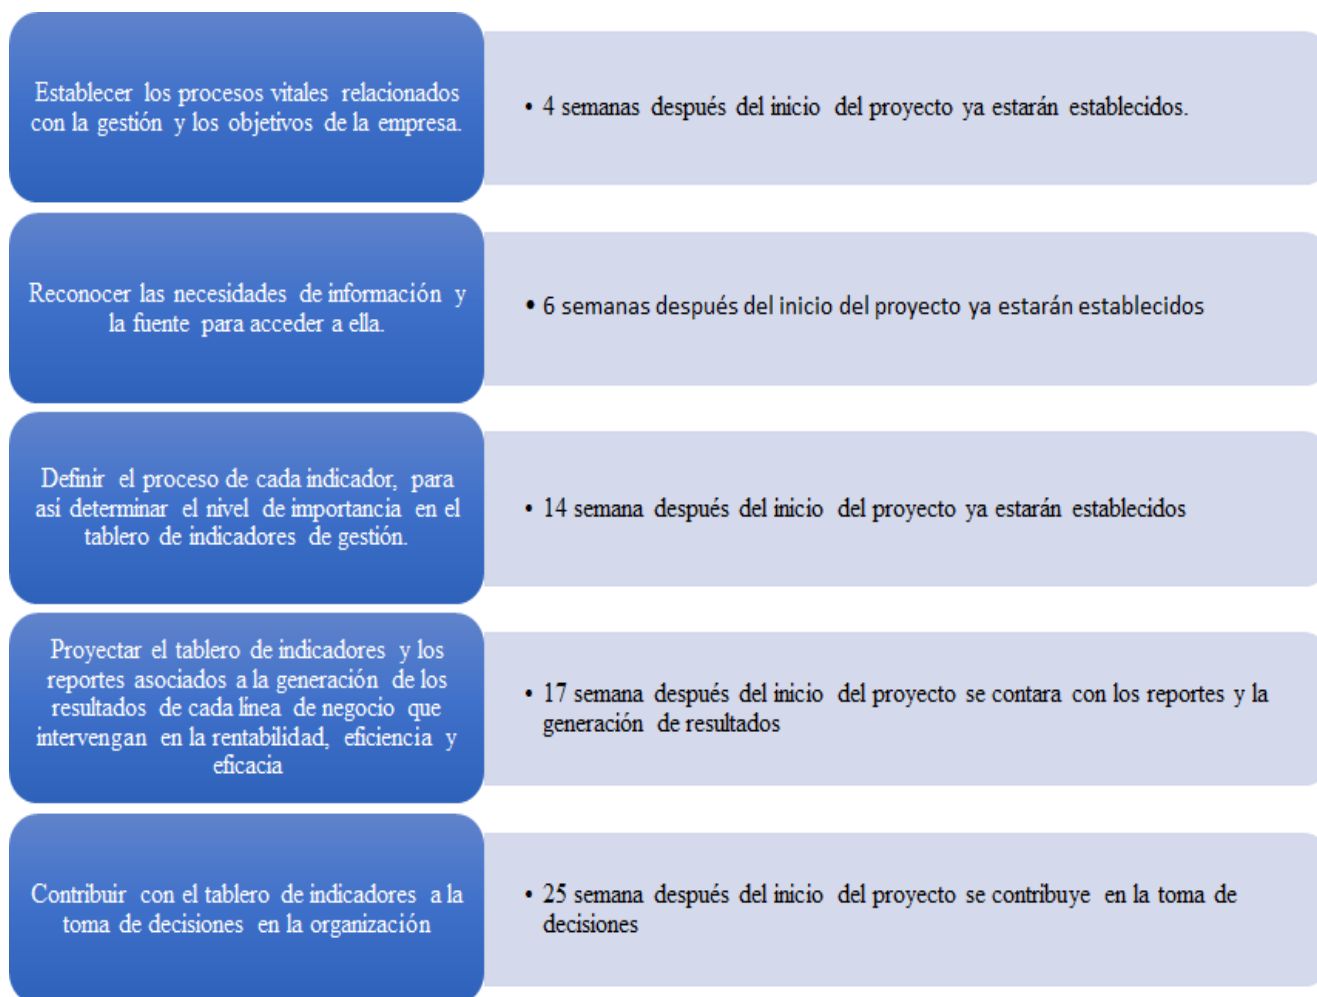 Establecer los procesos vitales relacionados
con la gestión y los objetivos de la empresa.
• 4 semanas después del inicio del proyecto ya estarán establecidos.
Reconocer las necesidades de información y
la fuente para acceder a ella.
• 6 semanas después del inicio del proyecto ya estarán establecidos
Definir el proceso de cada indicador, para
así determinar el nivel de importancia en el
tablero de indicadores de gestión.
• 14 semana después del inicio del proyecto ya estarán establecidos
Proyectar el tablero de indicadores y los
reportes asociados a la generación de los
resultados de cada línea de negocio que
intervengan en la rentabilidad, eficiencia y
eficacia
• 17 semana después del inicio del proyecto se contara con los reportes y la
generación de resultados
Contribuir con el tablero de indicadores a la
toma de decisiones en la organización
• 25 semana después del inicio del proyecto se contribuye en la toma de
decisiones